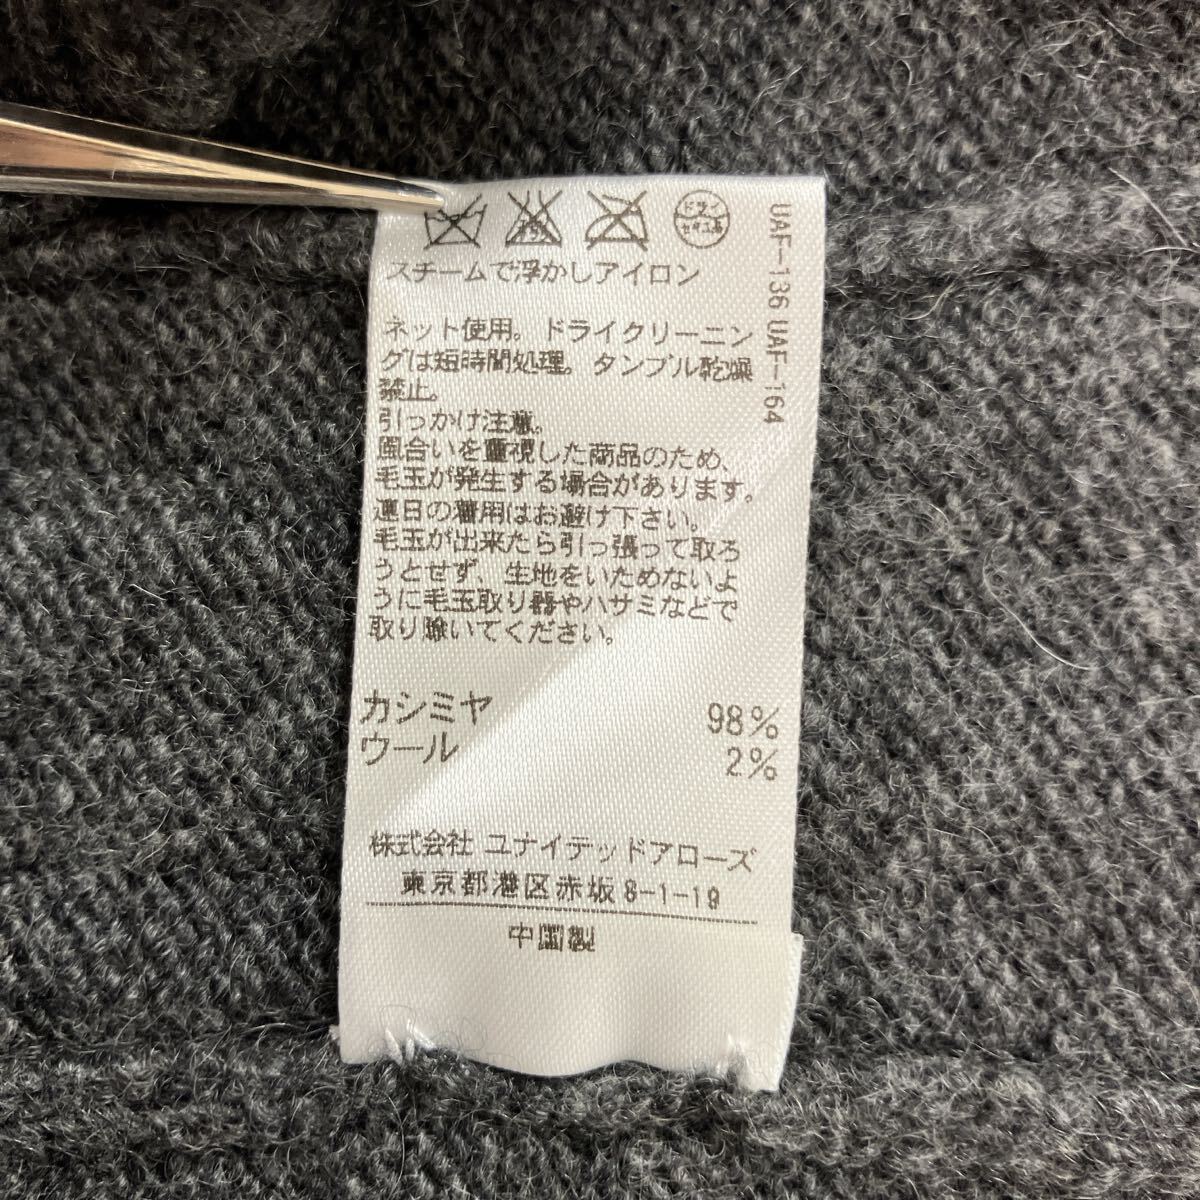 ドライ
セキユ系
スチームで浮かしアイロン
ネット使用。ドライクリーニン
グは短時間処理。タンブル乾燥
禁止。
引っかけ注意。
風合いを重視した商品のため、
毛玉が発生する場合があります。
連日の着用はお避け下さい。
毛玉が出来たら引っ張って取ろ
うとせず、生地をいためないよ
うに毛玉取り器やハサミなどで
取り除いてください。
カシミヤ 98%
ウール 2%
株式会社 ユナイテッドアローズ
東京都港区赤坂8-1-19
中国製
UAF-136 UAF-164